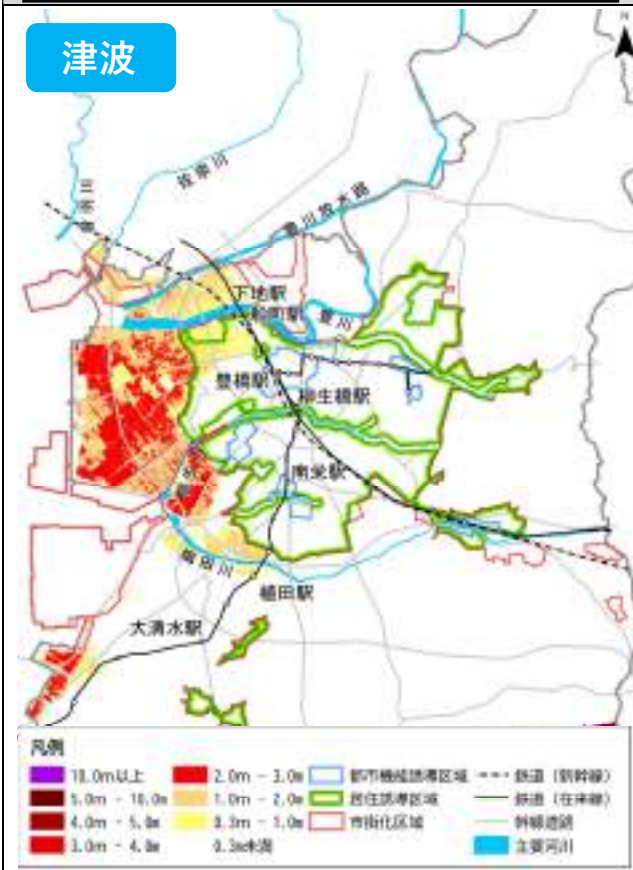 津波
N
佐奈川
豊川放水路
下地駅
船町駅
豊川
豊橋駅
柳生橋駅
南栄駅
梅田川
植田駅
大清水駅
凡例
10.0m以上 2.0m - 3.0m 都市機能誘導区域 鉄道（新幹線）
5.0m - 10.0m 1.0m - 2.0m 居住誘導区域 鉄道（在来線）
4.0m - 5.0m 0.3m - 1.0m 市街化区域 幹線道路
3.0m - 4.0m 0.3m未満 主要河川